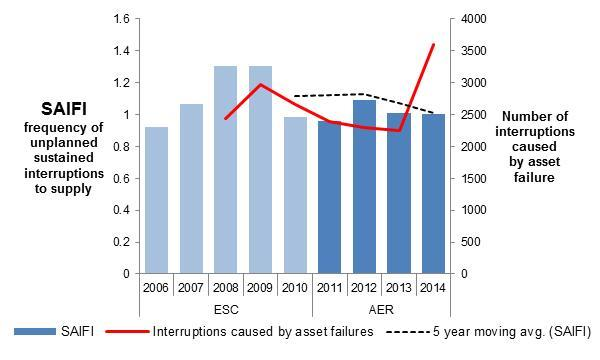 SAIFI
frequency of
unplanned
sustained
interruptions
to supply
1.6
1.4
1.2
1
0.8
0.6
0.4
0.2
0
4000
3500
3000
2500
2000
1500
1000
500
0
Number of
interruptions
caused
by asset
failure
2006 2007 2008 2009 2010 2011 2012 2013 2014
ESC AER
SAIFI Interruptions caused by asset failures 5 year moving avg. (SAIFI)